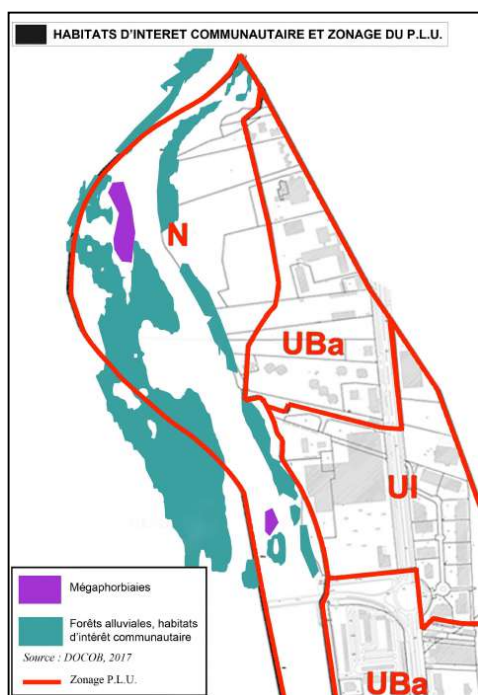 HABITATS D'INTERET COMMUNAUTAIRE ET ZONAGE DU P.L.U.
N
UBa
UI
UBa
Mégaphorbiaies
Forêts alluviales, habitats
d'intérêt communautaire
Source : DOCOB, 2017
Zonage P.L.U.